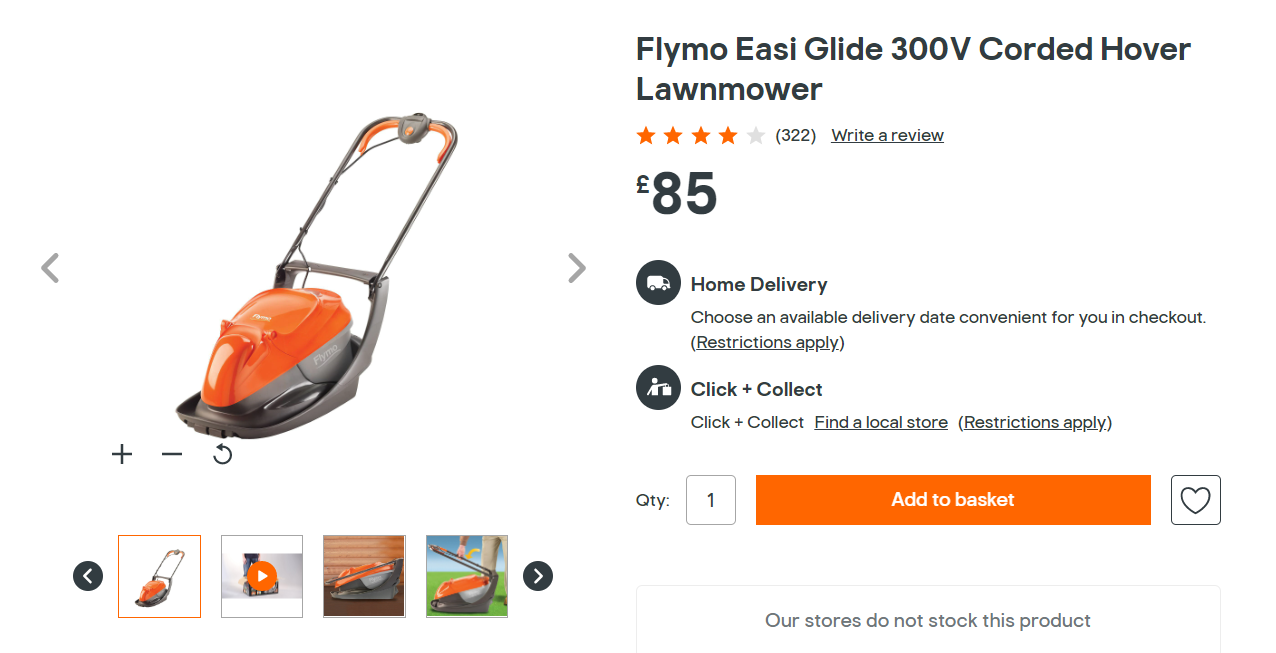 Flymo Easi Glide 300V Corded Hover
Lawnmower
(322) Write a review
£85
Home Delivery
Choose an available delivery date convenient for you in checkout.
(Restrictions apply)
Click + Collect
Click + Collect Find a local store (Restrictions apply)
Qty: 1 Add to basket
Our stores do not stock this product
Flymo
Flymo